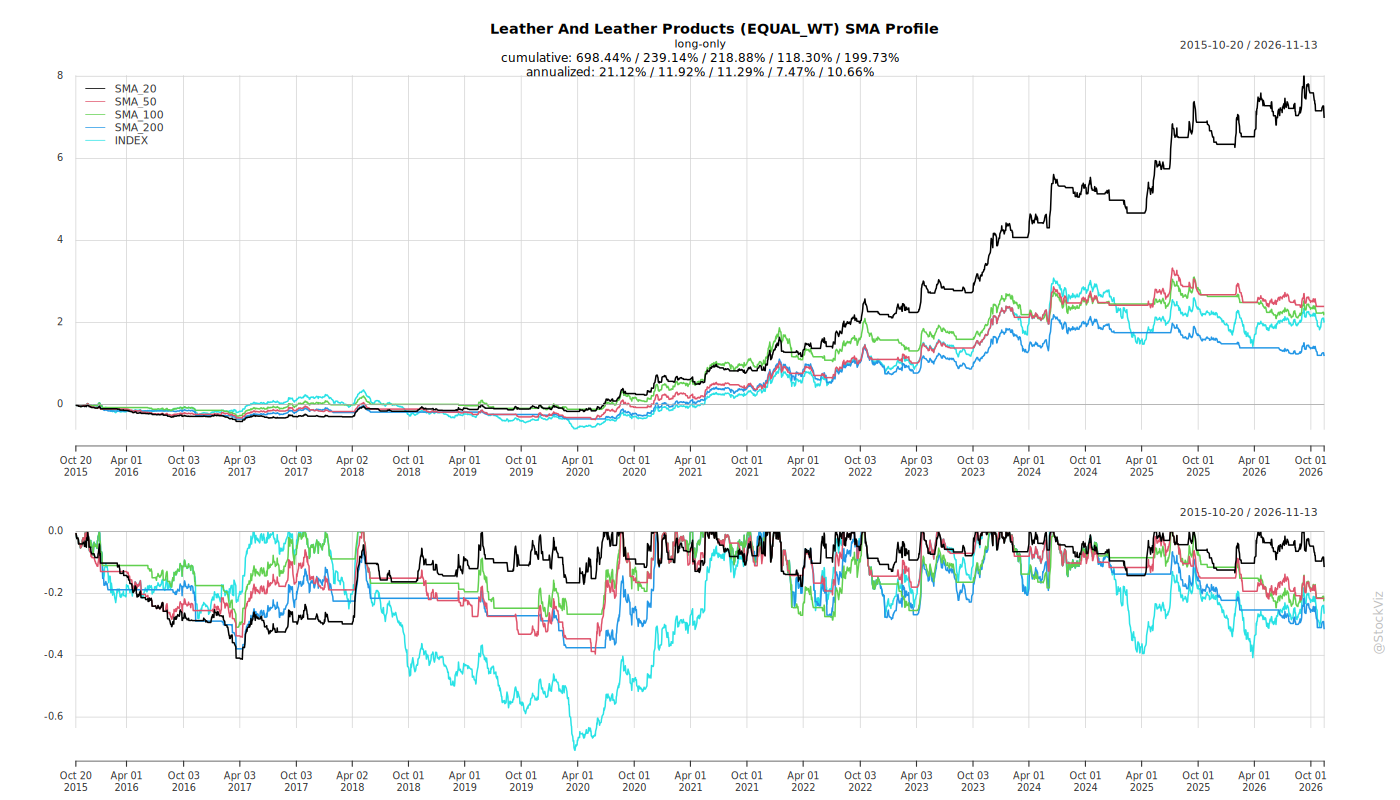 Leather And Leather Products (EQUAL_WT) SMA Profile
long-only
cumulative: 698.44% / 239.14% / 218.88% / 118.30% / 199.73%
annualized: 21.12% / 11.92% / 11.29% / 7.47% / 10.66%
2015-10-20 / 2026-11-13
8
6
4
2
0
SMA_20
SMA_50
SMA_100
SMA_200
INDEX
Oct 20 Apr 01 Oct 03 Apr 03 Oct 03 Apr 02 Oct 01 Apr 01 Oct 01 Apr 01 Oct 01 Apr 01 Oct 01 Apr 01 Oct 03 Apr 03 Oct 03 Apr 01 Oct 01 Apr 01 Oct 01 Apr 01 Oct 01
2015 2016 2016 2017 2017 2018 2018 2019 2019 2020 2020 2021 2021 2022 2022 2023 2023 2024 2024 2025 2025 2026 2026
2015-10-20 / 2026-11-13
0.0
-0.2
-0.4
-0.6
Oct 20 Apr 01 Oct 03 Apr 03 Oct 03 Apr 02 Oct 01 Apr 01 Oct 01 Apr 01 Oct 01 Apr 01 Oct 01 Apr 01 Oct 03 Apr 03 Oct 03 Apr 01 Oct 01 Apr 01 Oct 01 Apr 01 Oct 01
2015 2016 2016 2017 2017 2018 2018 2019 2019 2020 2020 2021 2021 2022 2022 2023 2023 2024 2024 2025 2025 2026 2026
@StockViz